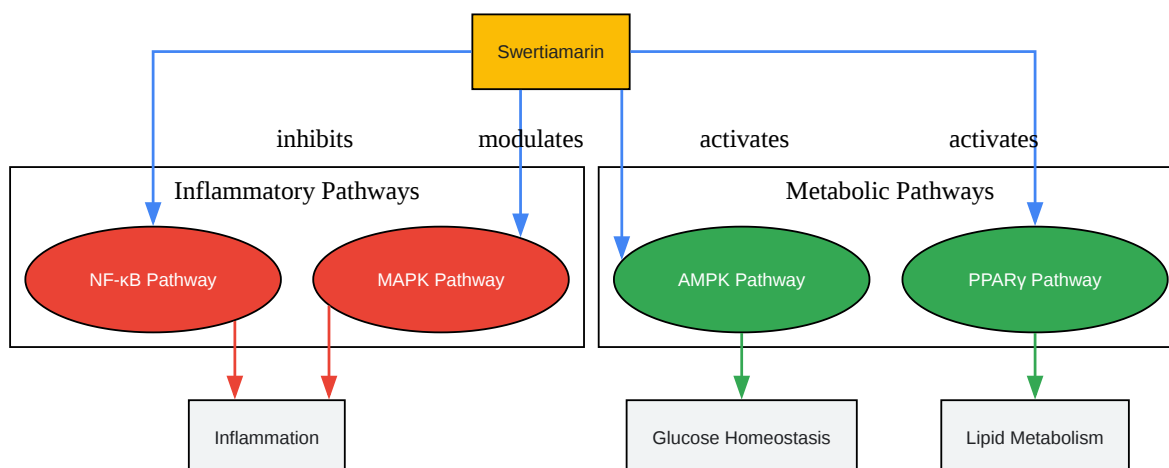 Swertiamarin
inhibits
modulates
activates
activates
Inflammatory Pathways
Metabolic Pathways
NF-κB Pathway
MAPK Pathway
AMPK Pathway
PPARγ Pathway
Inflammation
Glucose Homeostasis
Lipid Metabolism